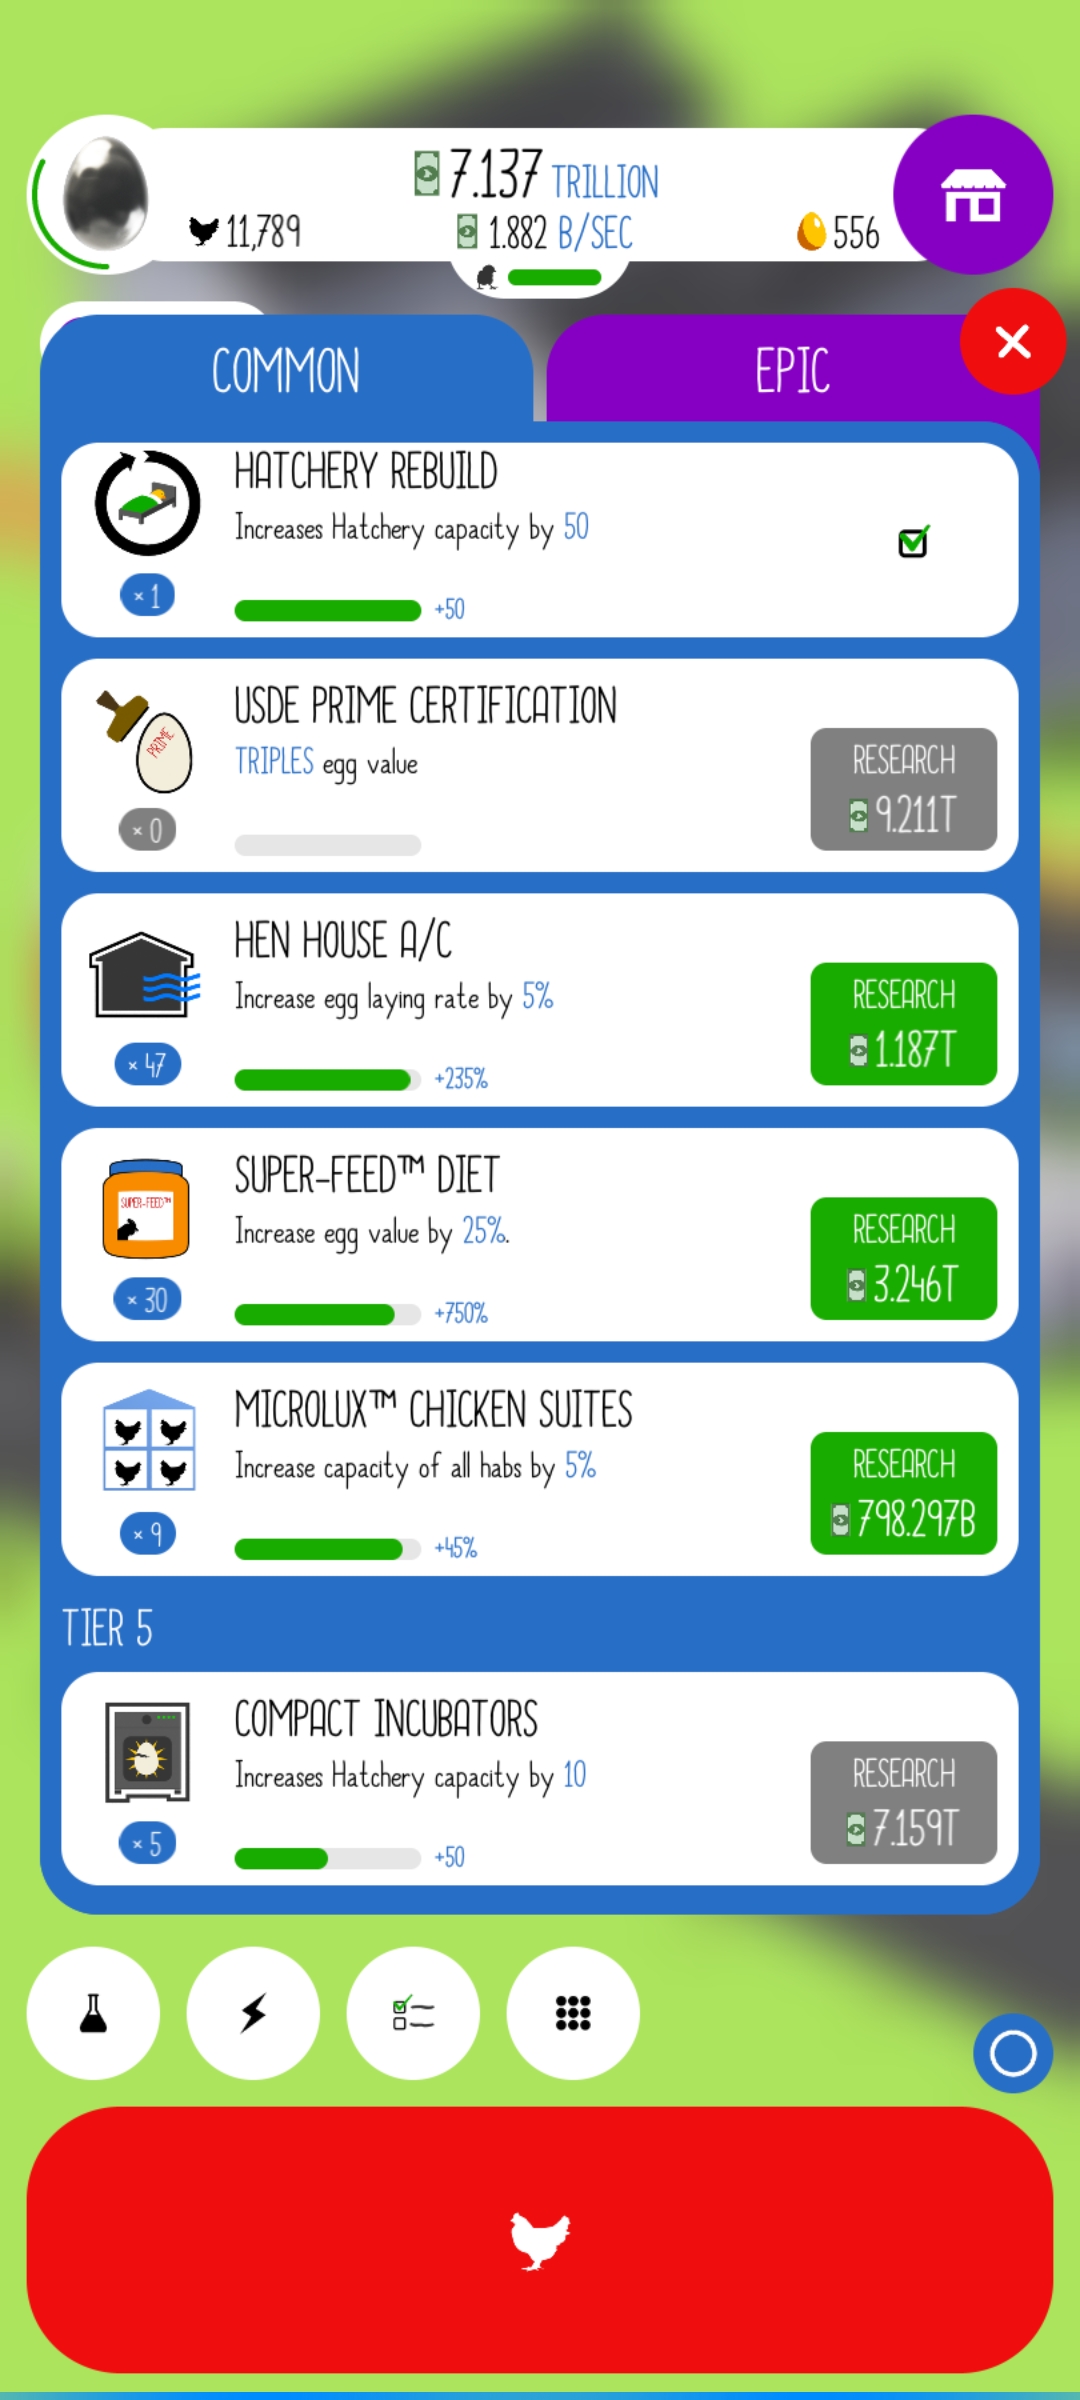 7.137 TRILLION
11,789 1.882 B/SEC 556
COMMON EPIC
HATCHERY REBUILD
Increases Hatchery capacity by 50
× 1 +50
USDE PRIME CERTIFICATION
TRIPLES egg value
PRIME
RESEARCH
9.211T
× 0
HEN HOUSE A/C
Increase egg laying rate by 5%
RESEARCH
1.187T
× 47 +235%
SUPER-FEED™ DIET
SUPER-FEED™
Increase egg value by 25%.
RESEARCH
3.246T
× 30 +750%
MICROLUX™ CHICKEN SUITES
Increase capacity of all habs by 5%
RESEARCH
798.297B
× 9 +45%
TIER 5
COMPACT INCUBATORS
Increases Hatchery capacity by 10
RESEARCH
7.159T
× 5 +50